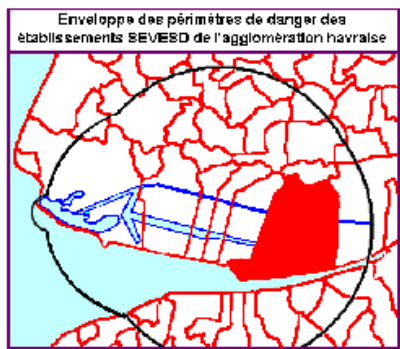 Enveloppe des périmètres de danger des
établissements SEVESO de l'agglomération havraise